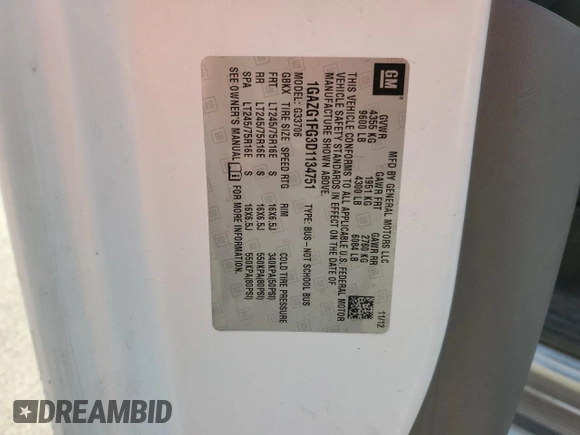 GM
MFD BY GENERAL MOTORS LLC
11/12
GVWR GAWR FRT GAWR RR
4355 KG 1951 KG 2760 KG
9600 LB 4300 LB 6084 LB
THIS VEHICLE CONFORMS TO ALL APPLICABLE U.S. FEDERAL MOTOR
VEHICLE SAFETY STANDARDS IN EFFECT ON THE DATE OF
MANUFACTURE SHOWN ABOVE.
1GAZG1FG3D1134751 TYPE: BUS-NOT SCHOOL BUS
MODEL: G33706
GBKX TIRE SIZE SPEED RTG RIM COLD TIRE PRESSURE
FRT LT245/75R16E S 16X6.5J 340KPA(50PSI)
RR LT245/75R16E S 16X6.5J 550KPA(80PSI)
SPA LT245/75R16E S 16X6.5J 550KPA(80PSI)
SEE OWNER'S MANUAL FOR MORE INFORMATION.
DREAMBID